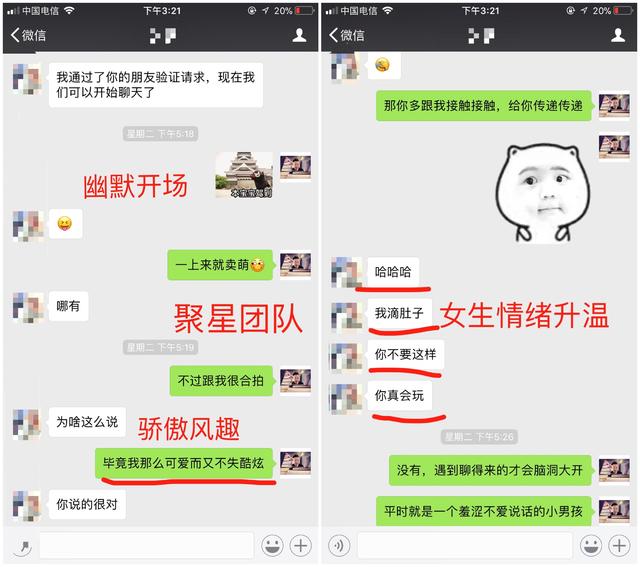 中国电信
下午3:21
20%
微信
我通过了你的朋友验证请求，现在我
们可以开始聊天了
星期二 下午5:18
本宝宝驾到
幽默开场
一上来就卖萌
哪有
聚星团队
星期二 下午5:19
不过跟我很合拍
为啥这么说
骄傲风趣
毕竟我那么可爱而又不失酷炫
你说的很对
中国电信
下午3:21
20%
微信
那你多跟我接触接触，给你传递传递
哈哈哈
我滴肚子
女生情绪升温
你不要这样
你真会玩
星期二 下午5:26
没有，遇到聊得来的才会脑洞大开
平时就是一个羞涩不爱说话的小男孩